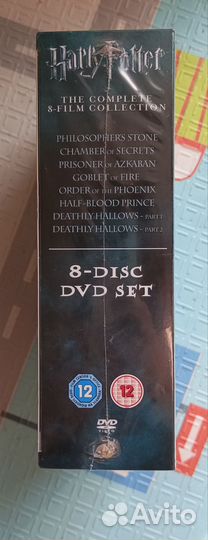 Harry Potter
THE COMPLETE
8-FILM COLLECTION
PHILOSOPHER'S STONE
CHAMBER OF SECRETS
PRISONER OF AZKABAN
GOBLET OF FIRE
ORDER OF THE PHOENIX
HALF-BLOOD PRINCE
DEATHLY HALLOWS - PART 1
DEATHLY HALLOWS - PART 2
8-DISC
DVD SET
12 12
DVD
VIDEO
Avito